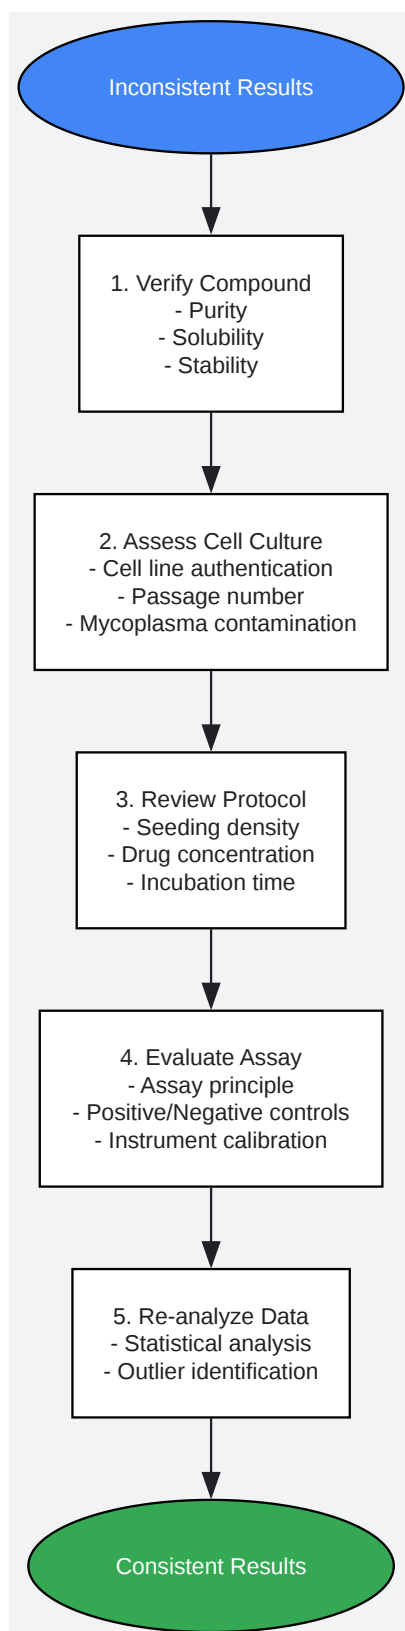 Inconsistent Results
1. Verify Compound
- Purity
- Solubility
- Stability
2. Assess Cell Culture
- Cell line authentication
- Passage number
- Mycoplasma contamination
3. Review Protocol
- Seeding density
- Drug concentration
- Incubation time
4. Evaluate Assay
- Assay principle
- Positive/Negative controls
- Instrument calibration
5. Re-analyze Data
- Statistical analysis
- Outlier identification
Consistent Results